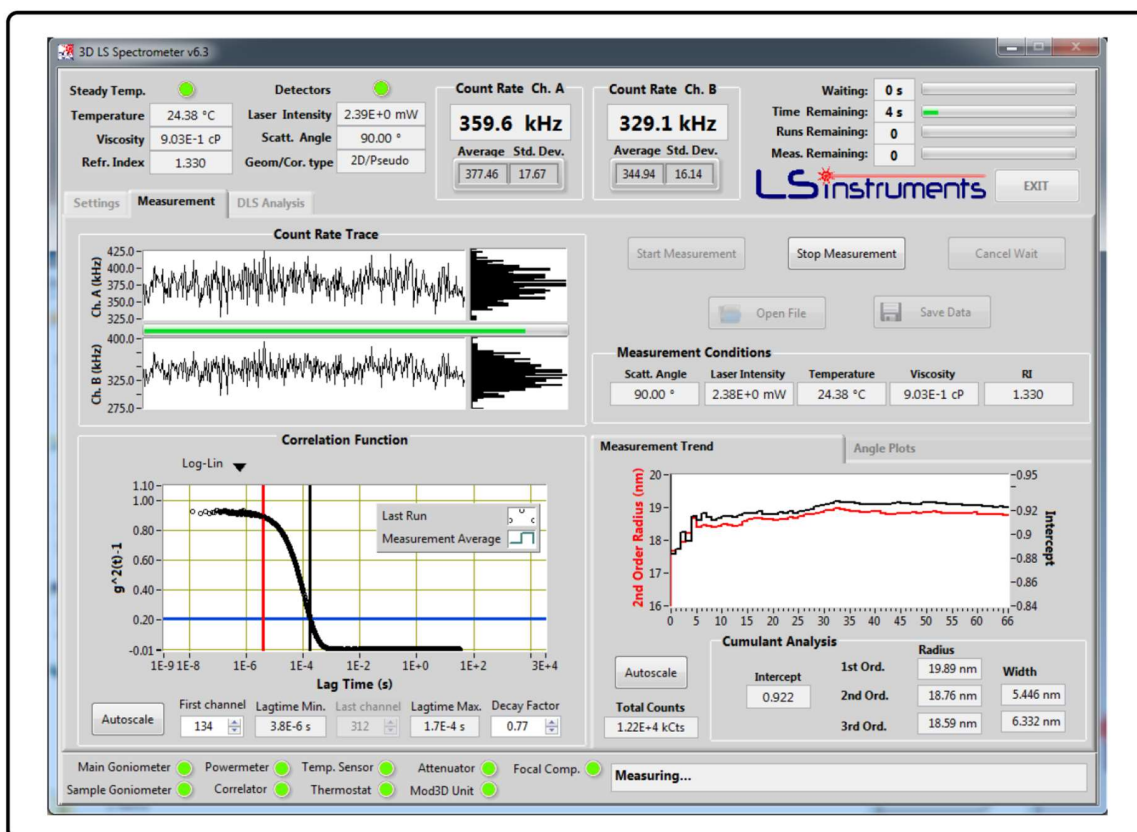 3D LS Spectrometer v6.3
Steady Temp. Detectors
Temperature 24.38 °C Laser Intensity 2.39E+0 mW
Viscosity 9.03E-1 cP Scatt. Angle 90.00 °
Refr. Index 1.330 Geom/Cor. type 2D/Pseudo
Count Rate Ch. A
359.6 kHz
Average Std. Dev.
377.46 17.67
Count Rate Ch. B
329.1 kHz
Average Std. Dev.
344.94 16.14
Waiting: 0 s
Time Remaining: 4 s
Runs Remaining: 0
Meas. Remaining: 0
LS instruments
EXIT
Settings Measurement DLS Analysis
Count Rate Trace
Ch. A (kHz)
425.0
400.0
375.0
350.0
325.0
Ch. B (kHz)
400.0
325.0
275.0
Start Measurement Stop Measurement Cancel Wait
Open File Save Data
Measurement Conditions
Scatt. Angle Laser Intensity Temperature Viscosity RI
90.00 ° 2.38E+0 mW 24.38 °C 9.03E-1 cP 1.330
Correlation Function
Log-Lin
g^2(t)-1
1.10
1.00
0.80
0.60
0.40
0.20
-0.01
Last Run
Measurement Average
1E-9 1E-8 1E-6 1E-4 1E-2 1E+0 1E+2 3E+4
Lag Time (s)
Autoscale
First channel Lagtime Min. Last channel Lagtime Max. Decay Factor
134 3.8E-6 s 312 1.7E-4 s 0.77
Measurement Trend Angle Plots
2nd Order Radius (nm)
20
19
18
17
16
0.95
0.92
0.9
0.88
0.86
0.84
Intercept
0 5 10 15 20 25 30 35 40 45 50 55 60 66
Autoscale
Total Counts
1.22E+4 kCts
Cumulant Analysis
Intercept
0.922
Radius
1st Ord. 19.89 nm
Width
2nd Ord. 18.76 nm 5.446 nm
3rd Ord. 18.59 nm 6.332 nm
Main Goniometer Powermeter Temp. Sensor Attenuator Focal Comp.
Sample Goniometer Correlator Thermostat Mod3D Unit
Measuring...